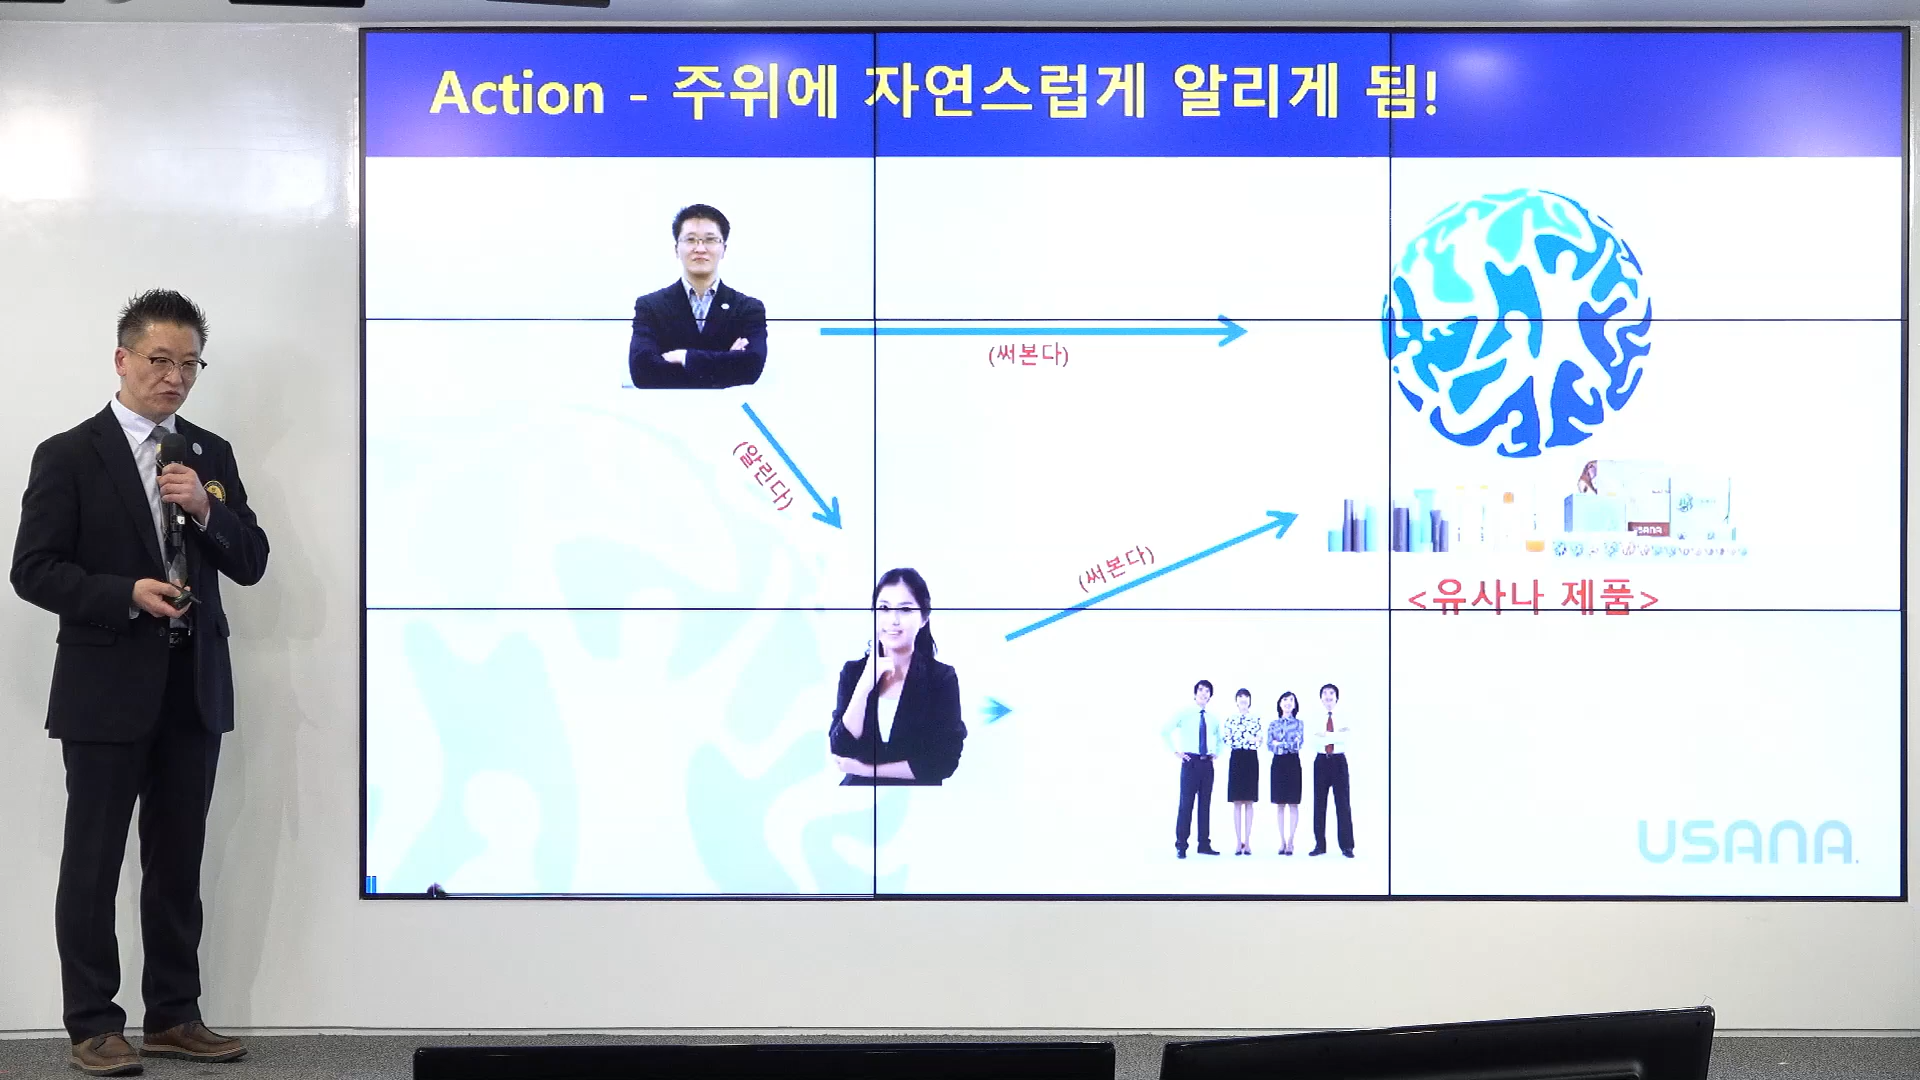 Action - 주위에 자연스럽게 알리게 됨!
(써본다)
(알린다)
(써본다)
USANA
<유사나 제품>
USANA